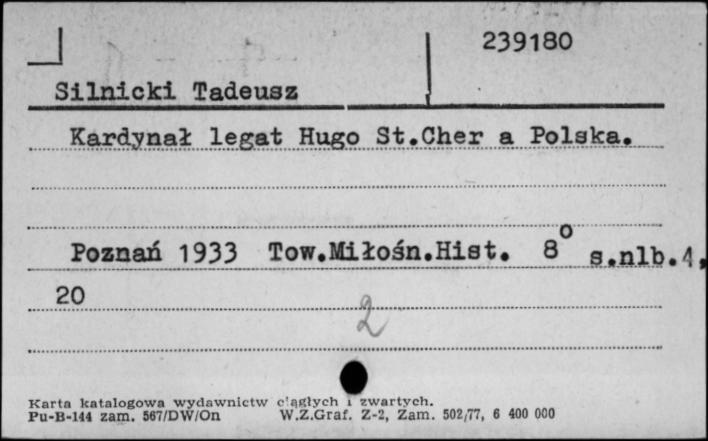 239180
Silnicki Tadeusz
Kardynał legat Hugo St.Cher a Polska.
Poznań 1933 Tow.Miłośn.Hist. 8° s.nlb.4,
20
2
Karta katalogowa wydawnictw ciągłych i zwartych.
Pu-B-144 zam. 567/DW/On W.Z.Graf. Z-2, Zam. 502/77, 6 400 000